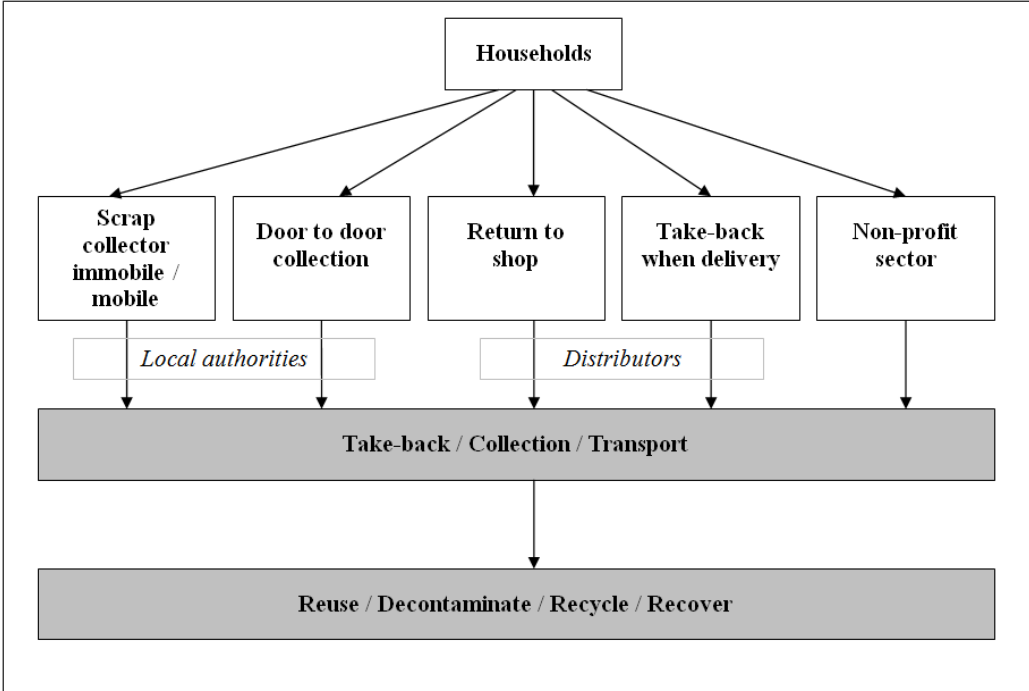 Households
Scrap
collector
immobile /
mobile
Door to door
collection
Return to
shop
Take-back
when delivery
Non-profit
sector
Local authorities
Distributors
Take-back / Collection / Transport
Reuse / Decontaminate / Recycle / Recover